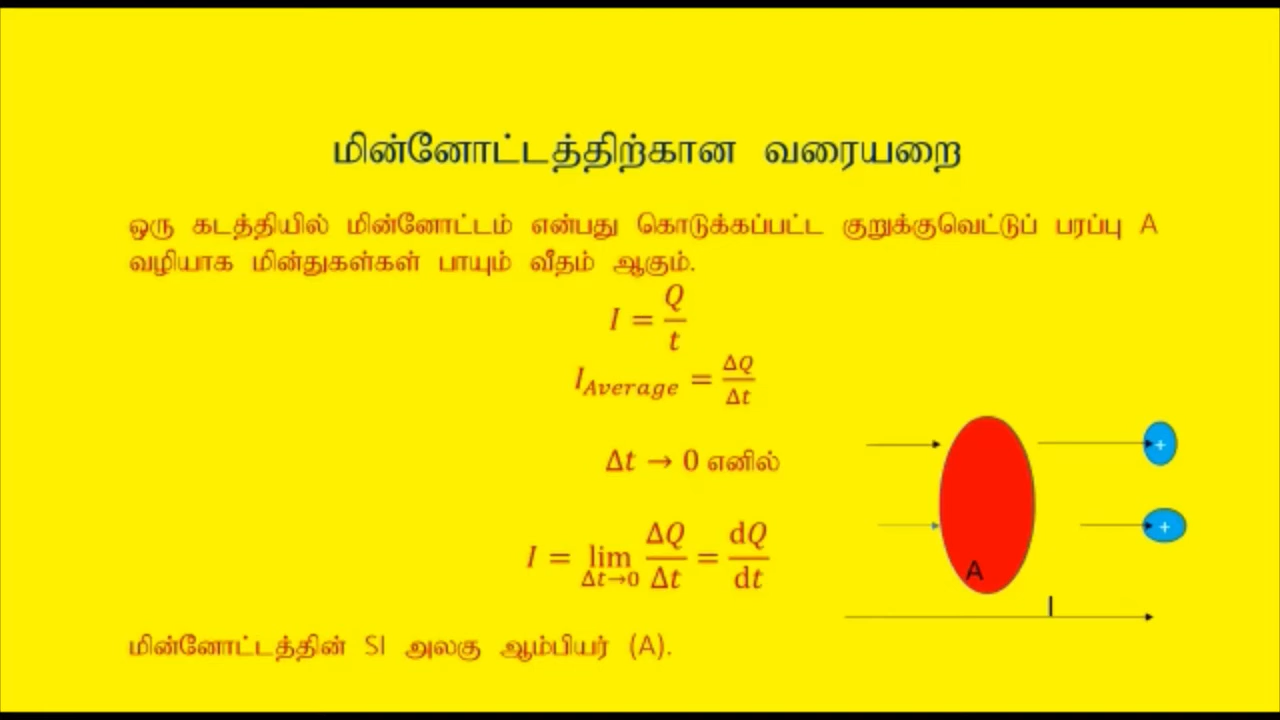 மின்னோட்டத்திற்கான வரையறை
ஒரு கடத்தியில் மின்னோட்டம் என்பது கொடுக்கப்பட்ட குறுக்குவெட்டுப் பரப்பு A
வழியாக மின்துகள்கள் பாயும் வீதம் ஆகும்.
I = Q/t
I_Average = ΔQ/Δt
Δt → 0 எனில்
I = lim_{Δt→0} ΔQ/Δt = dQ/dt
+
+
A
I
மின்னோட்டத்தின் SI அலகு ஆம்பியர் (A).